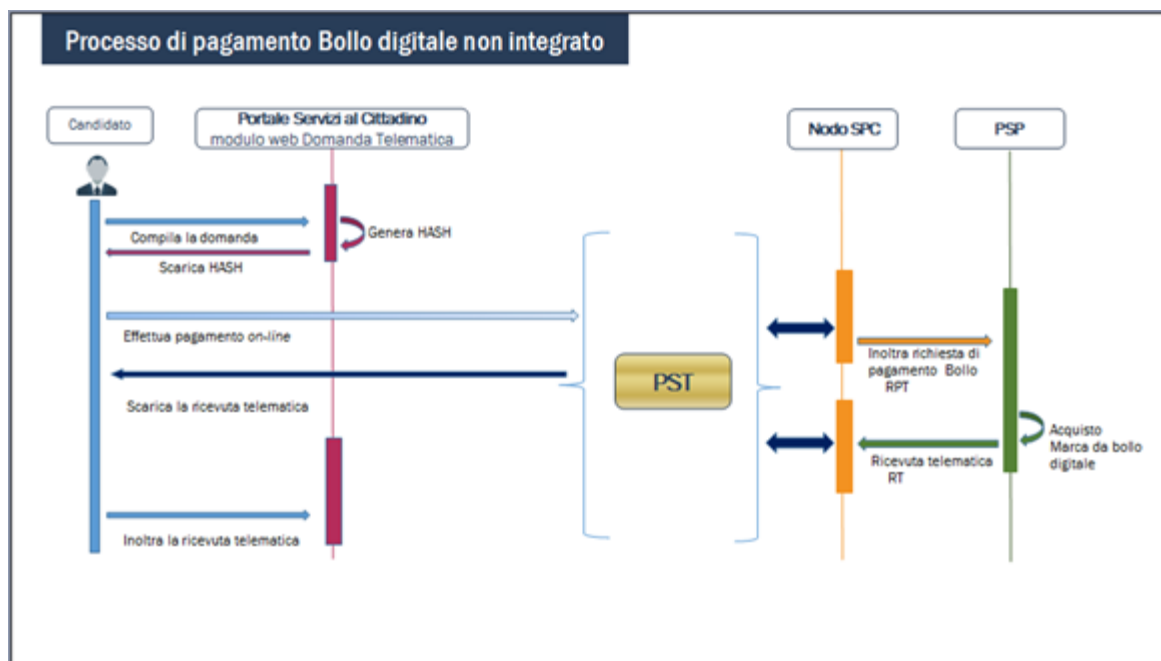 Processo di pagamento Bollo digitale non integrato
Candidato
Portale Servizi al Cittadino
modulo web Domanda Telematica
Nodo SPC
PSP
Compila la domanda
Genera HASH
Scarica HASH
Effettua pagamento on-line
PST
Inoltra richiesta di
pagamento Bollo
RPT
Scarica la ricevuta telematica
Acquisto
Marca da bollo
digitale
Ricevuta telematica
RT
Inoltra la ricevuta telematica